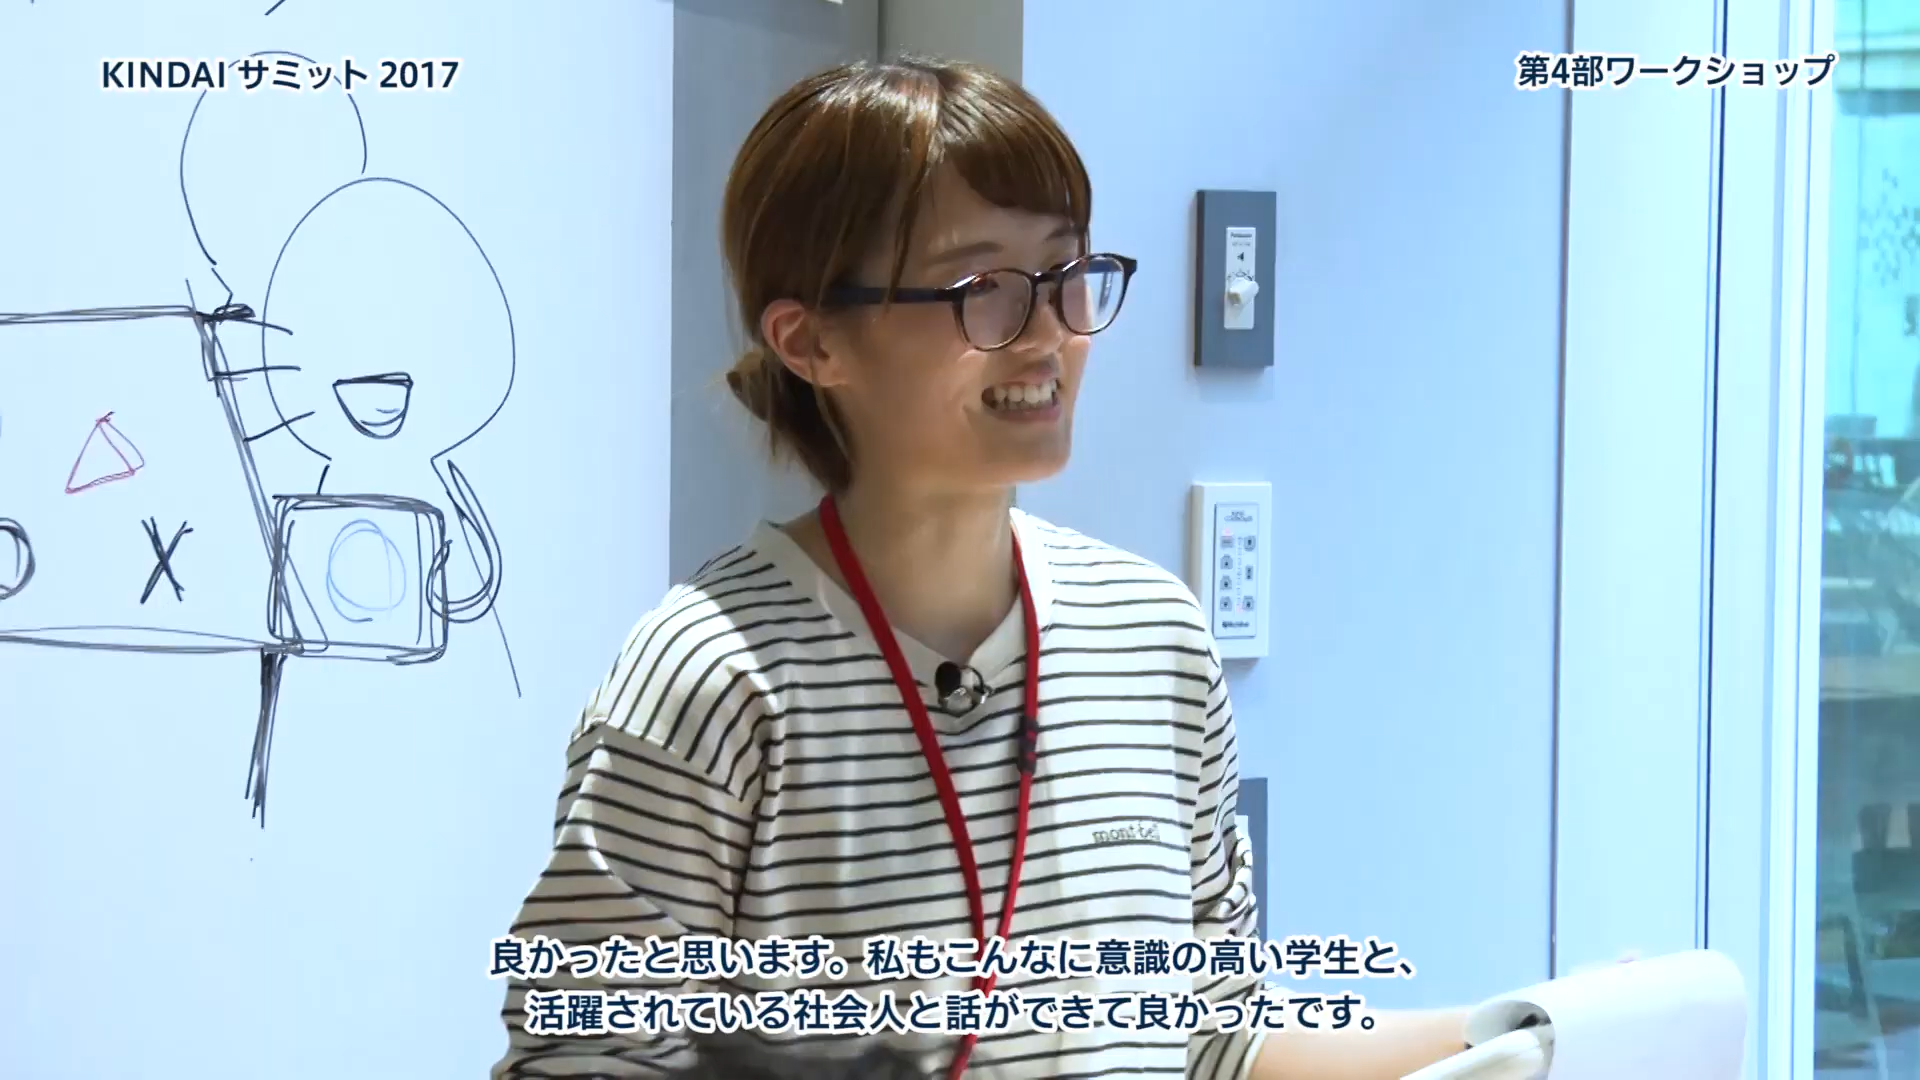 KINDAI サミット 2017
第4部ワークショップ
X
Panasonic
mont-bell
良かったと思います。私もこんなに意識の高い学生と、
活躍されている社会人と話ができて良かったです。